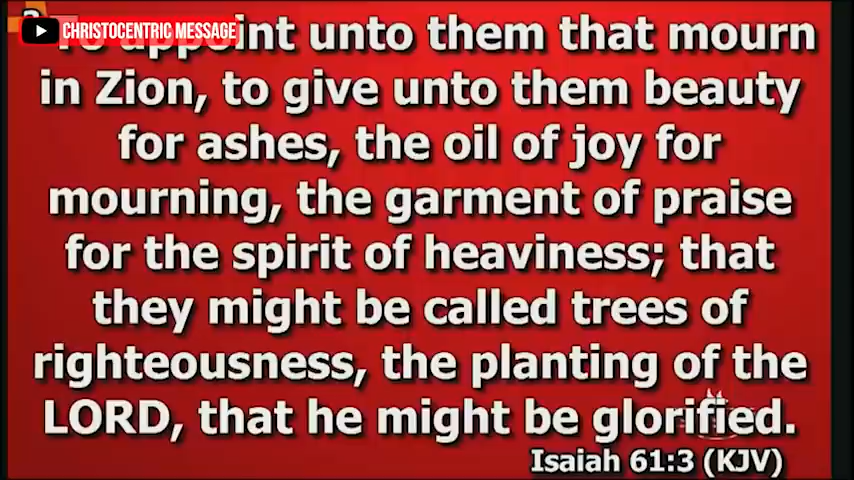 CHRISTOCENTRIC MESSAGE
To appoint unto them that mourn
in Zion, to give unto them beauty
for ashes, the oil of joy for
mourning, the garment of praise
for the spirit of heaviness; that
they might be called trees of
righteousness, the planting of the
LORD, that he might be glorified.
Isaiah 61:3 (KJV)